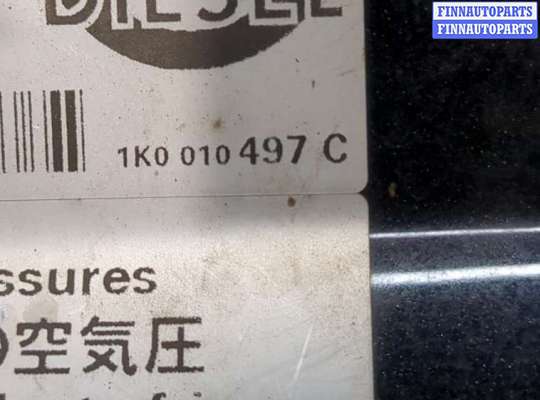 FINNAUTOPARTS
FINNAUTOPARTS
DIESEL
1K0 010 497 C
ssures
空気圧